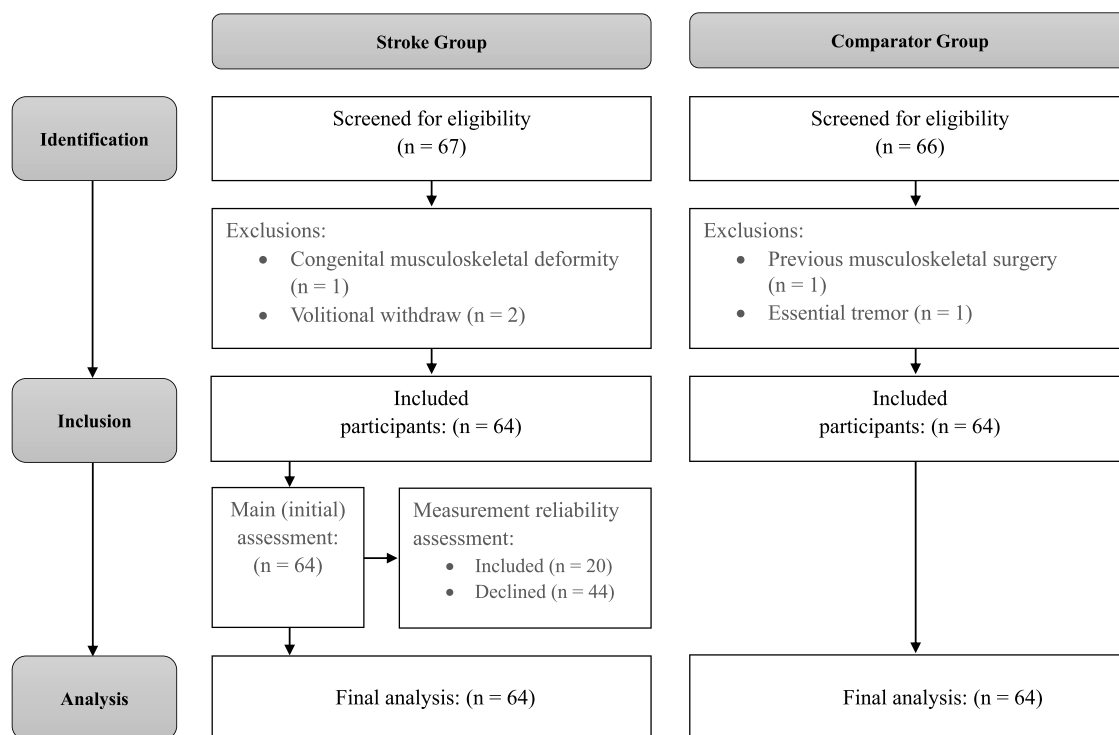 Stroke Group
Comparator Group
Identification
Screened for eligibility
(n = 67)
Screened for eligibility
(n = 66)
Exclusions:
• Congenital musculoskeletal deformity
(n = 1)
• Volitional withdraw (n = 2)
Exclusions:
• Previous musculoskeletal surgery
(n = 1)
• Essential tremor (n = 1)
Inclusion
Included
participants: (n = 64)
Included
participants: (n = 64)
Main (initial)
assessment:
(n = 64)
Measurement reliability
assessment:
• Included (n = 20)
• Declined (n = 44)
Analysis
Final analysis: (n = 64)
Final analysis: (n = 64)